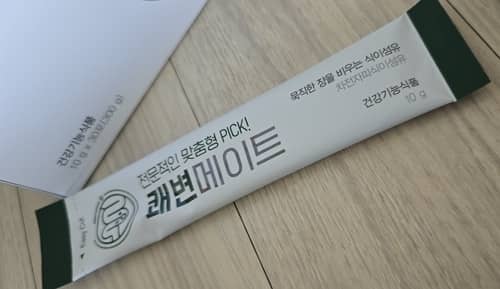 건강기능식품
10 g x 30포(300 g)
전문적인 맞춤형 PICK!
쾌변메이트
묵직한 장을 비우는 식이섬유
차전자피식이섬유
건강기능식품
10 g
Easy Cut